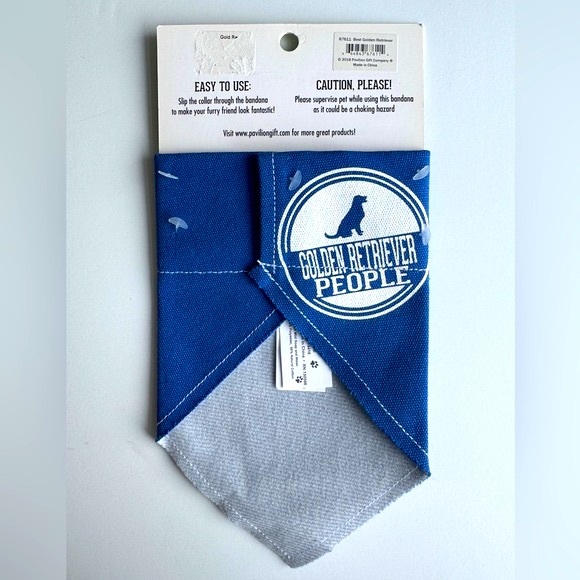 Gold Re
67611 Best Golden Retriever
© 2018 Pavilion Gift Company ®
Made in China
EASY TO USE:
Slip the collar through the bandana
to make your furry friend look fantastic!
CAUTION, PLEASE!
Please supervise pet while using this bandana
as it could be a choking hazard
Visit www.paviliongift.com for more great products!
GOLDEN RETRIEVER
PEOPLE